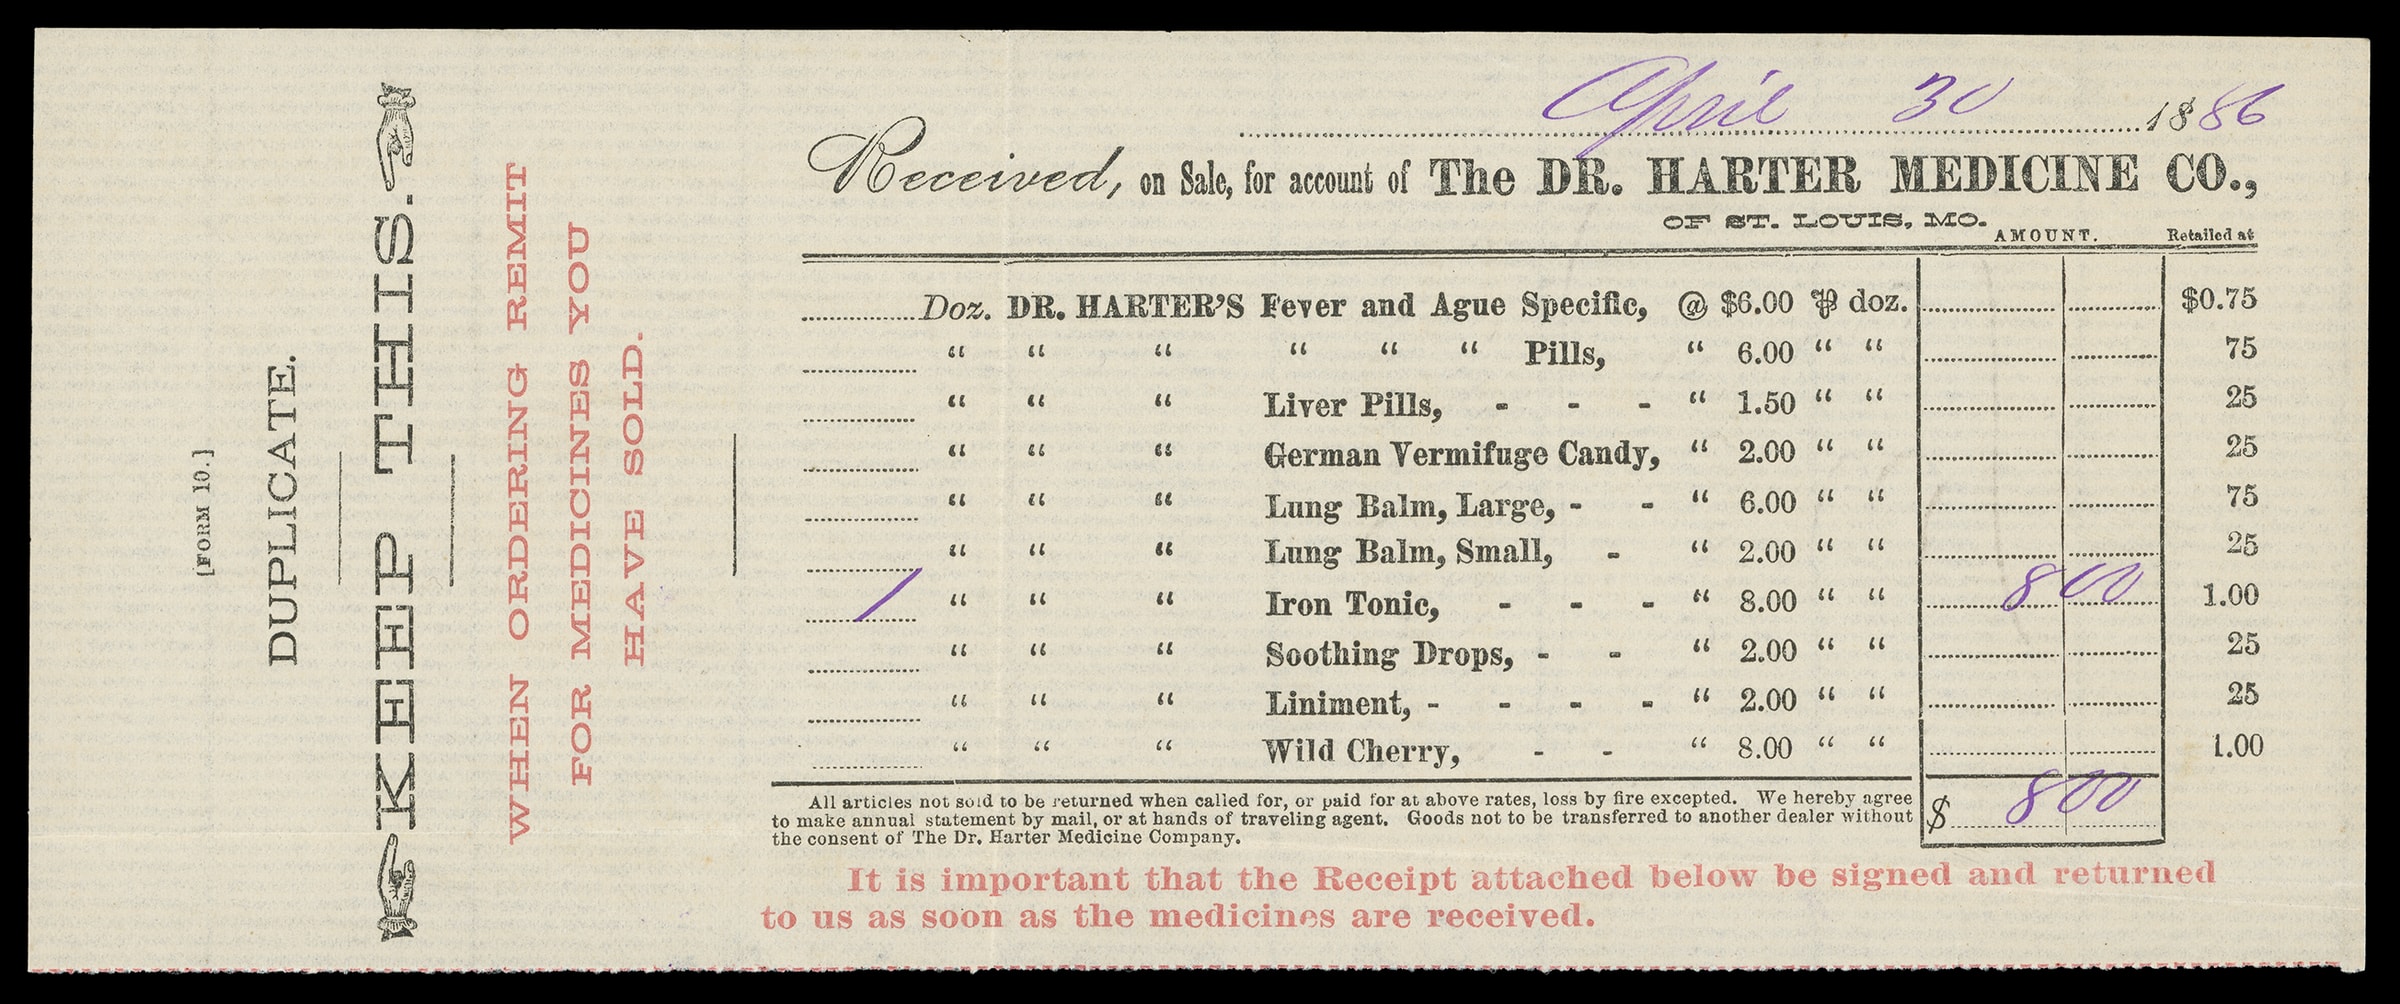 [FORM 10.]
DUPLICATE.
KEEP THIS.
WHEN ORDERING REMIT
FOR MEDICINES YOU
HAVE SOLD.
April 30 1886
Received, on Sale, for account of The DR. HARTER MEDICINE CO.,
OF ST. LOUIS, MO.
AMOUNT. Retailed at
Doz. DR. HARTER'S Fever and Ague Specific, @ $6.00 ⅌ doz. $0.75
“ “ “ “ “ “ Pills, “ 6.00 “ “ 75
“ “ “ Liver Pills, - - - “ 1.50 “ “ 25
“ “ “ German Vermifuge Candy, “ 2.00 “ “ 25
“ “ “ Lung Balm, Large, - - “ 6.00 “ “ 75
“ “ “ Lung Balm, Small, - “ 2.00 “ “ 25
1 “ “ “ Iron Tonic, - - - “ 8.00 “ “ 8 00 1.00
“ “ “ Soothing Drops, - - “ 2.00 “ “ 25
“ “ “ Liniment, - - - - “ 2.00 “ “ 25
“ “ “ Wild Cherry, - - “ 8.00 “ “ 1.00
$ 8 00
All articles not sold to be returned when called for, or paid for at above rates, loss by fire excepted. We hereby agree
to make annual statement by mail, or at hands of traveling agent. Goods not to be transferred to another dealer without
the consent of The Dr. Harter Medicine Company.
It is important that the Receipt attached below be signed and returned
to us as soon as the medicines are received.